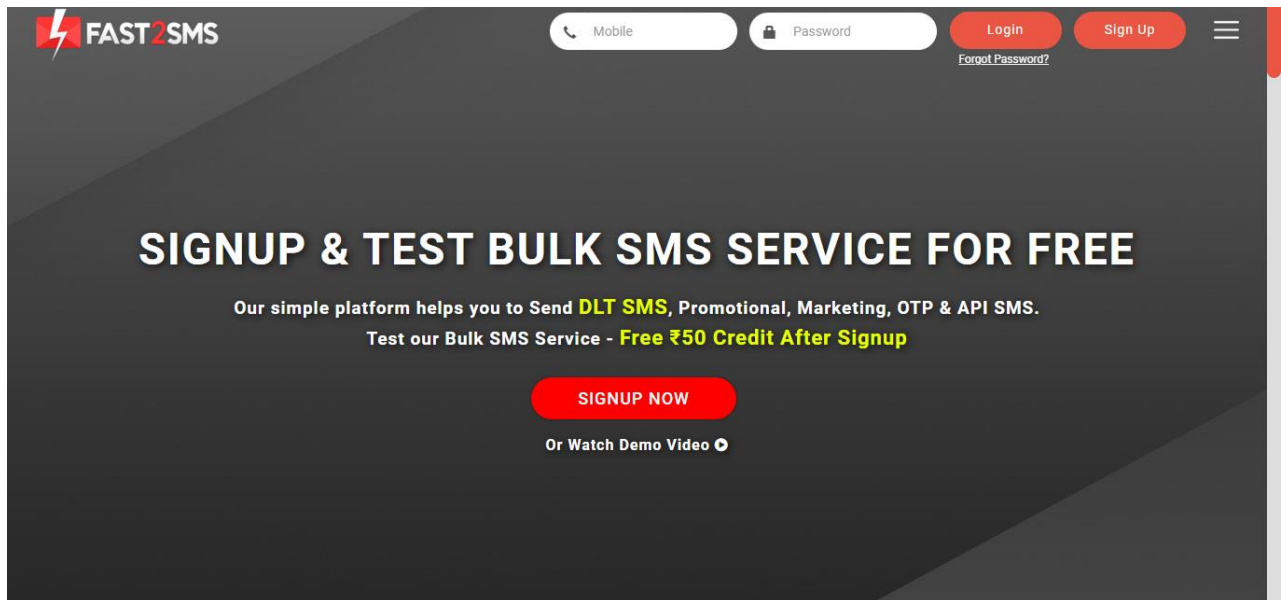 FAST2SMS
Mobile
Password
Login
Sign Up
Forgot Password?
SIGNUP & TEST BULK SMS SERVICE FOR FREE
Our simple platform helps you to Send DLT SMS, Promotional, Marketing, OTP & API SMS.
Test our Bulk SMS Service - Free ₹50 Credit After Signup
SIGNUP NOW
Or Watch Demo Video